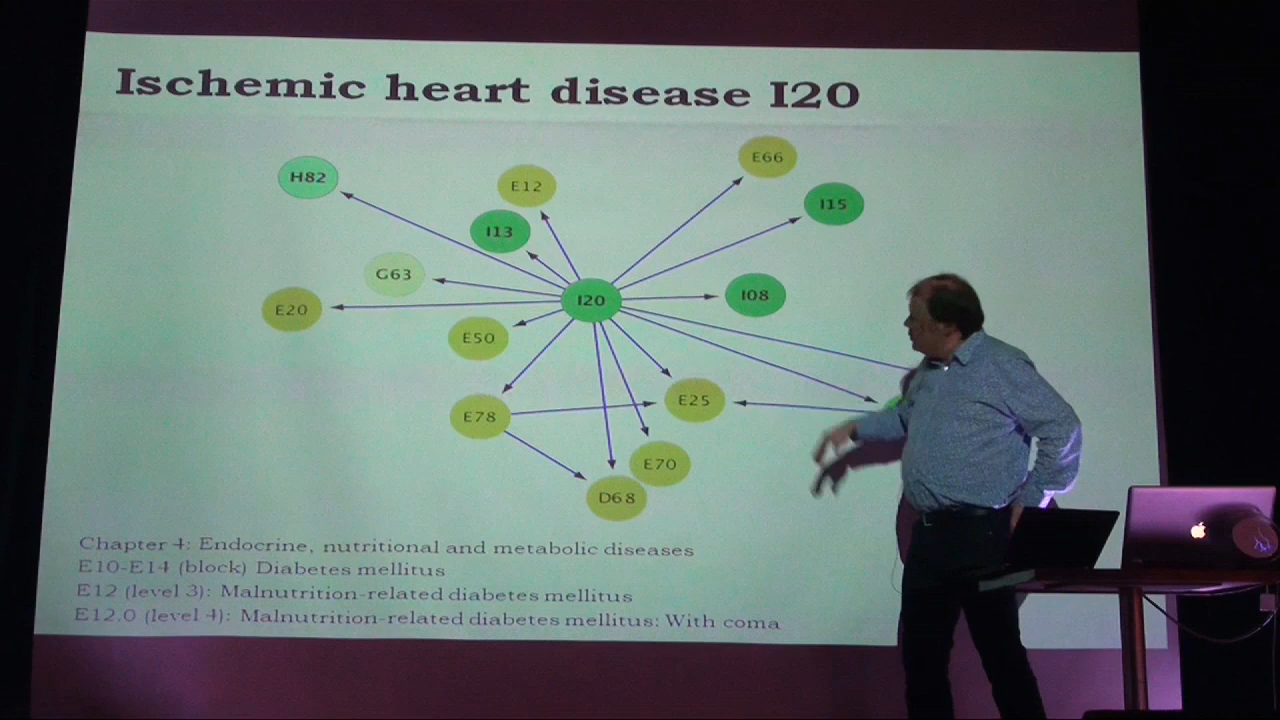 Ischemic heart disease I20
E66
H82
E12
I15
I13
G63
I20
I08
E20
E50
E25
E78
E70
D68
Chapter 4: Endocrine, nutritional and metabolic diseases
E10-E14 (block) Diabetes mellitus
E12 (level 3): Malnutrition-related diabetes mellitus
E12.0 (level 4): Malnutrition-related diabetes mellitus: With coma